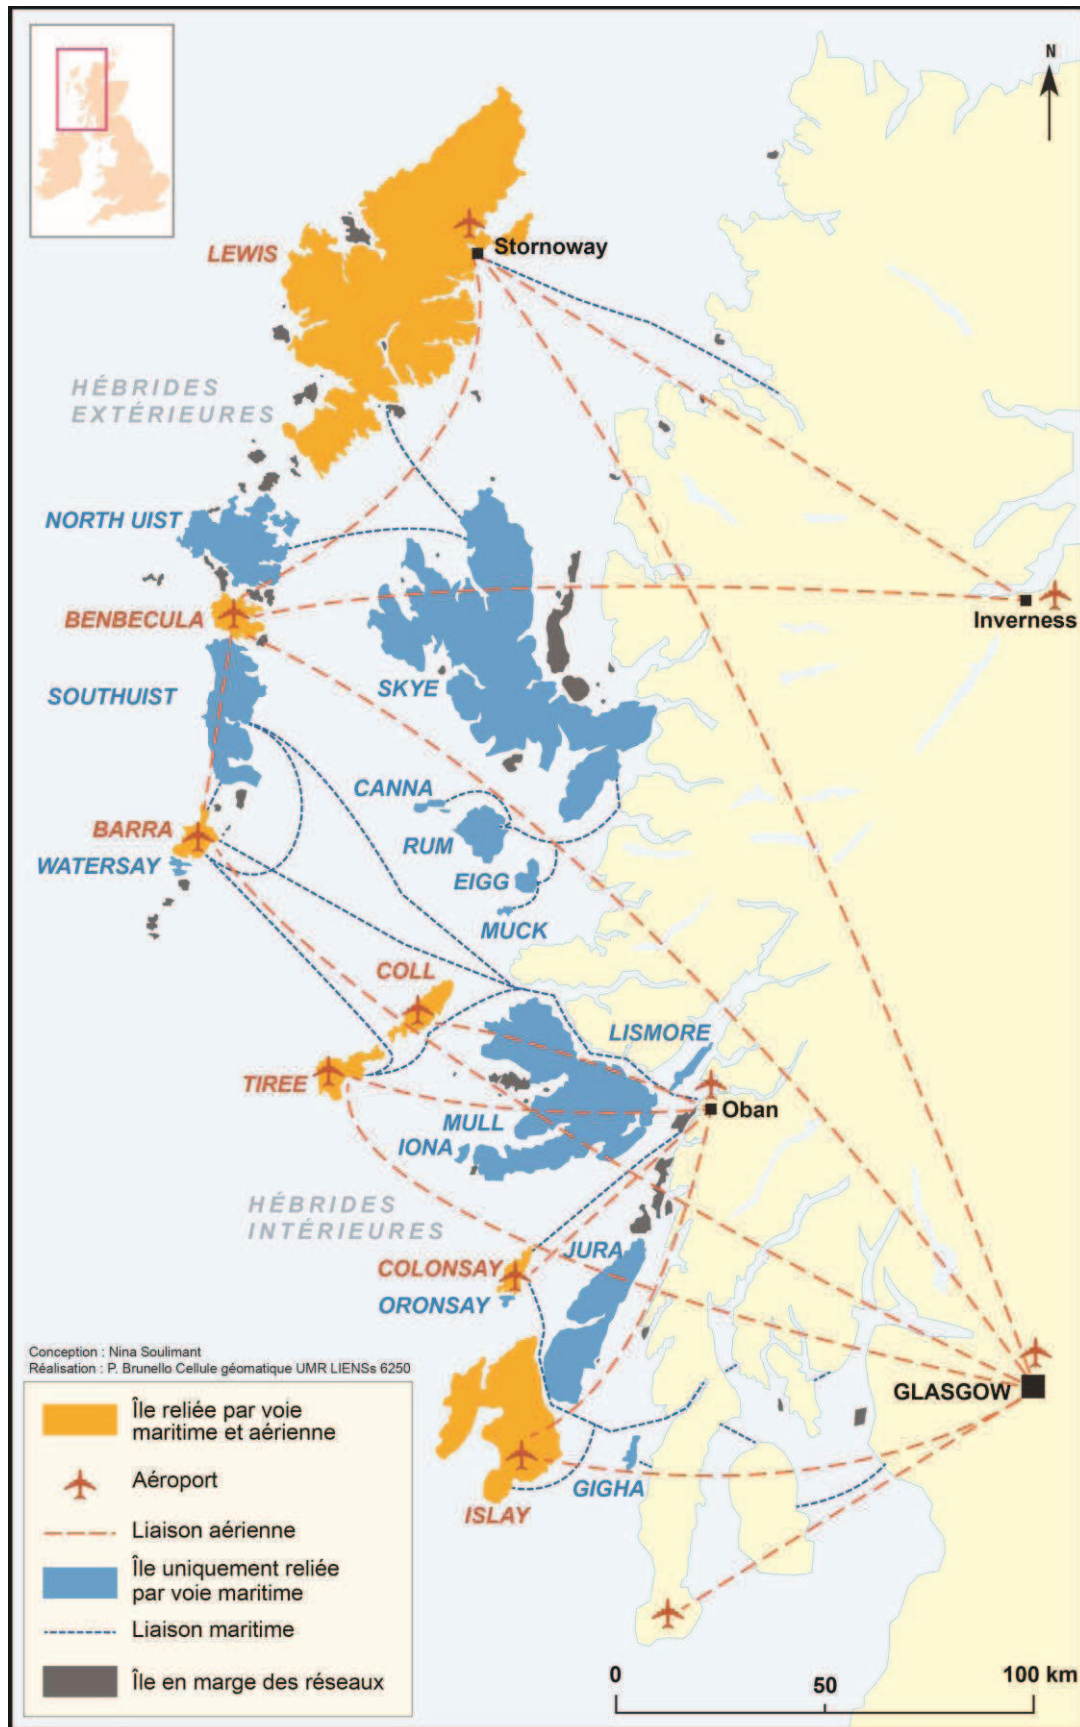 N
LEWIS
Stornoway
HÉBRIDES
EXTÉRIEURES
NORTH UIST
BENBECULA
Inverness
SOUTHUIST
SKYE
CANNA
BARRA
RUM
WATERSAY
EIGG
MUCK
COLL
LISMORE
TIREE
Oban
MULL
IONA
HÉBRIDES
INTÉRIEURES
JURA
COLONSAY
ORONSAY
Conception : Nina Soulimant
Réalisation : P. Brunello Cellule géomatique UMR LIENSs 6250
GLASGOW
GIGHA
ISLAY
Île reliée par voie
maritime et aérienne
Aéroport
Liaison aérienne
Île uniquement reliée
par voie maritime
Liaison maritime
Île en marge des réseaux
0
50
100 km